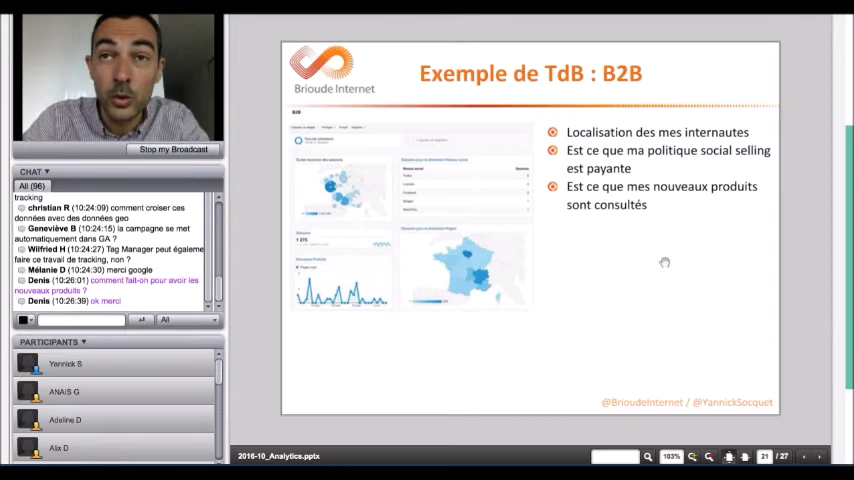 Stop my Broadcast
CHAT
All (96)
tracking
christian R (10:24:09) comment croiser ces
données avec des données geo
Geneviève B (10:24:15) la campagne se met
automatiquement dans GA ?
Wilfried H (10:24:27) Tag Manager peut égaleme
faire ce travail de tracking, non ?
Mélanie D (10:24:30) merci google
Denis (10:26:01) comment fait-on pour avoir les
nouveaux produits ?
Denis (10:26:39) ok merci
All
PARTICIPANTS
Yannick S
ANAIS G
Adeline D
Alix D
Brioude Internet
Exemple de TdB : B2B
B2B
Sessions
1 275
Localisation des mes internautes
Est ce que ma politique social selling
est payante
Est ce que mes nouveaux produits
sont consultés
@BrioudeInternet / @YannickSocquet
2016-10_Analytics.pptx
103%
21 / 27